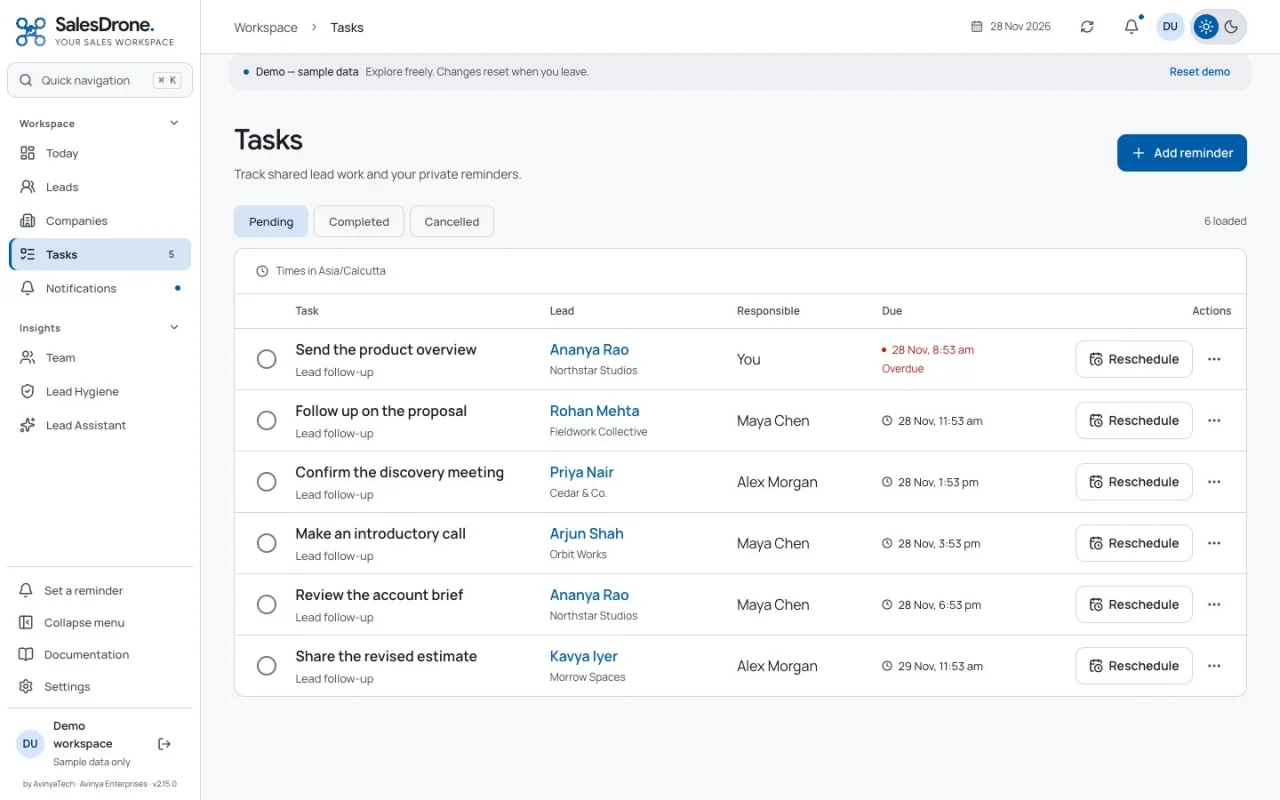 SalesDrone.
YOUR SALES WORKSPACE
Quick navigation
⌘ K
Workspace
Today
Leads
Companies
Tasks
5
Notifications
Insights
Team
Lead Hygiene
Lead Assistant
Set a reminder
Collapse menu
Documentation
Settings
DU
Demo
workspace
Sample data only
by AvinyaTech · Avinya Enterprises · v2.15.0
Workspace > Tasks
28 Nov 2026
DU
Demo — sample data Explore freely. Changes reset when you leave.
Reset demo
Tasks
Track shared lead work and your private reminders.
+ Add reminder
Pending
Completed
Cancelled
6 loaded
Times in Asia/Calcutta
Task Lead Responsible Due Actions
Send the product overview
Lead follow-up
Ananya Rao
Northstar Studios
You
28 Nov, 8:53 am
Overdue
Reschedule
Follow up on the proposal
Lead follow-up
Rohan Mehta
Fieldwork Collective
Maya Chen
28 Nov, 11:53 am
Reschedule
Confirm the discovery meeting
Lead follow-up
Priya Nair
Cedar & Co.
Alex Morgan
28 Nov, 1:53 pm
Reschedule
Make an introductory call
Lead follow-up
Arjun Shah
Orbit Works
Maya Chen
28 Nov, 3:53 pm
Reschedule
Review the account brief
Lead follow-up
Ananya Rao
Northstar Studios
Maya Chen
28 Nov, 6:53 pm
Reschedule
Share the revised estimate
Lead follow-up
Kavya Iyer
Morrow Spaces
Alex Morgan
29 Nov, 11:53 am
Reschedule